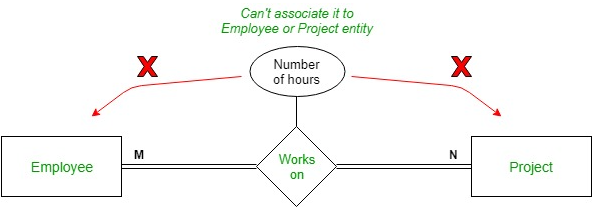 Can't associate it to
Employee or Project entity
X
X
Number
of hours
Employee
M
Works
on
N
Project